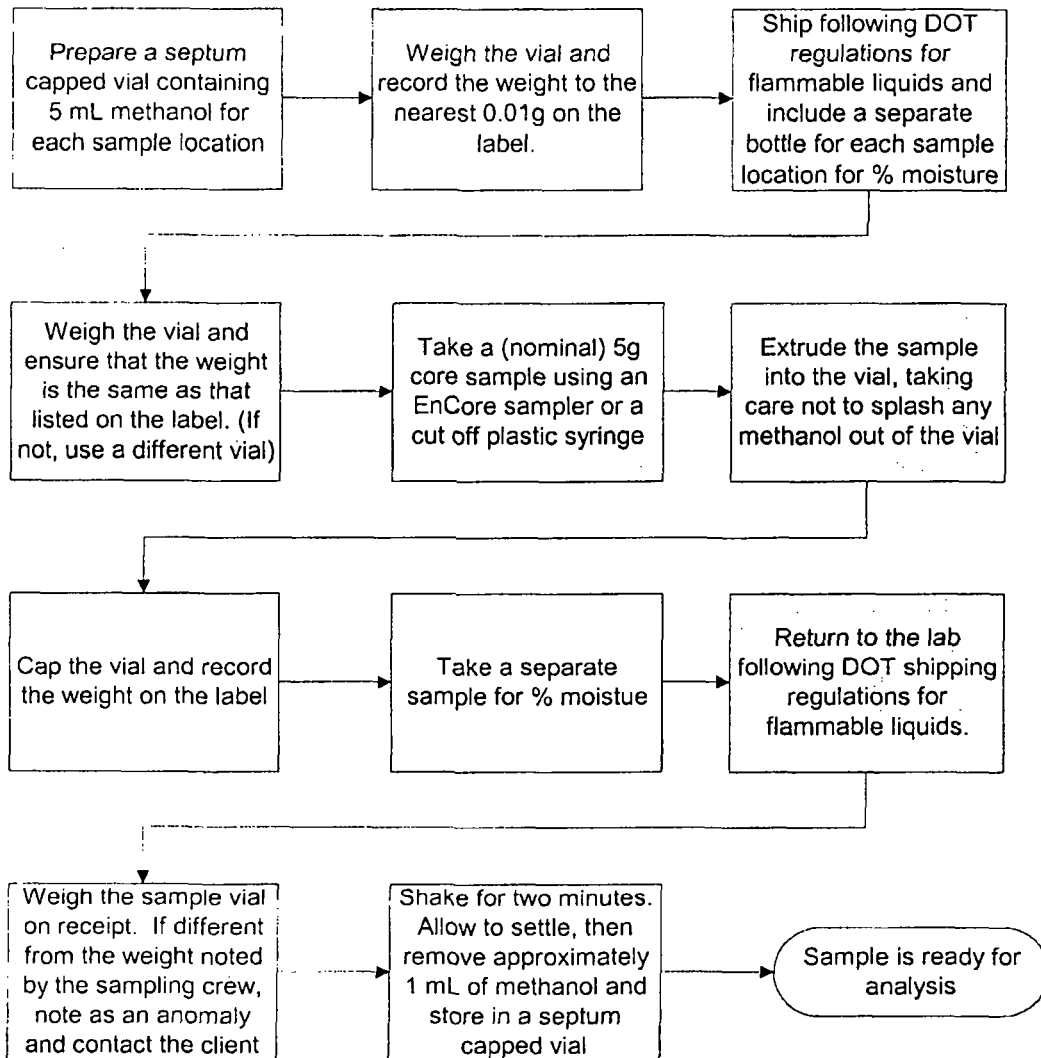 Prepare a septum
capped vial containing
5 mL methanol for
each sample location
Weigh the vial and
record the weight to the
nearest 0.01g on the
label.
Ship following DOT
regulations for
flammable liquids and
include a separate
bottle for each sample
location for % moisture
Weigh the vial and
ensure that the weight
is the same as that
listed on the label. (If
not, use a different vial)
Take a (nominal) 5g
core sample using an
EnCore sampler or a
cut off plastic syringe
Extrude the sample
into the vial, taking
care not to splash any
methanol out of the vial
Cap the vial and record
the weight on the label
Take a separate
sample for % moistue
Return to the lab
following DOT shipping
regulations for
flammable liquids.
Weigh the sample vial
on receipt. If different
from the weight noted
by the sampling crew,
note as an anomaly
and contact the client
Shake for two minutes.
Allow to settle, then
remove approximately
1 mL of methanol and
store in a septum
capped vial
Sample is ready for
analysis